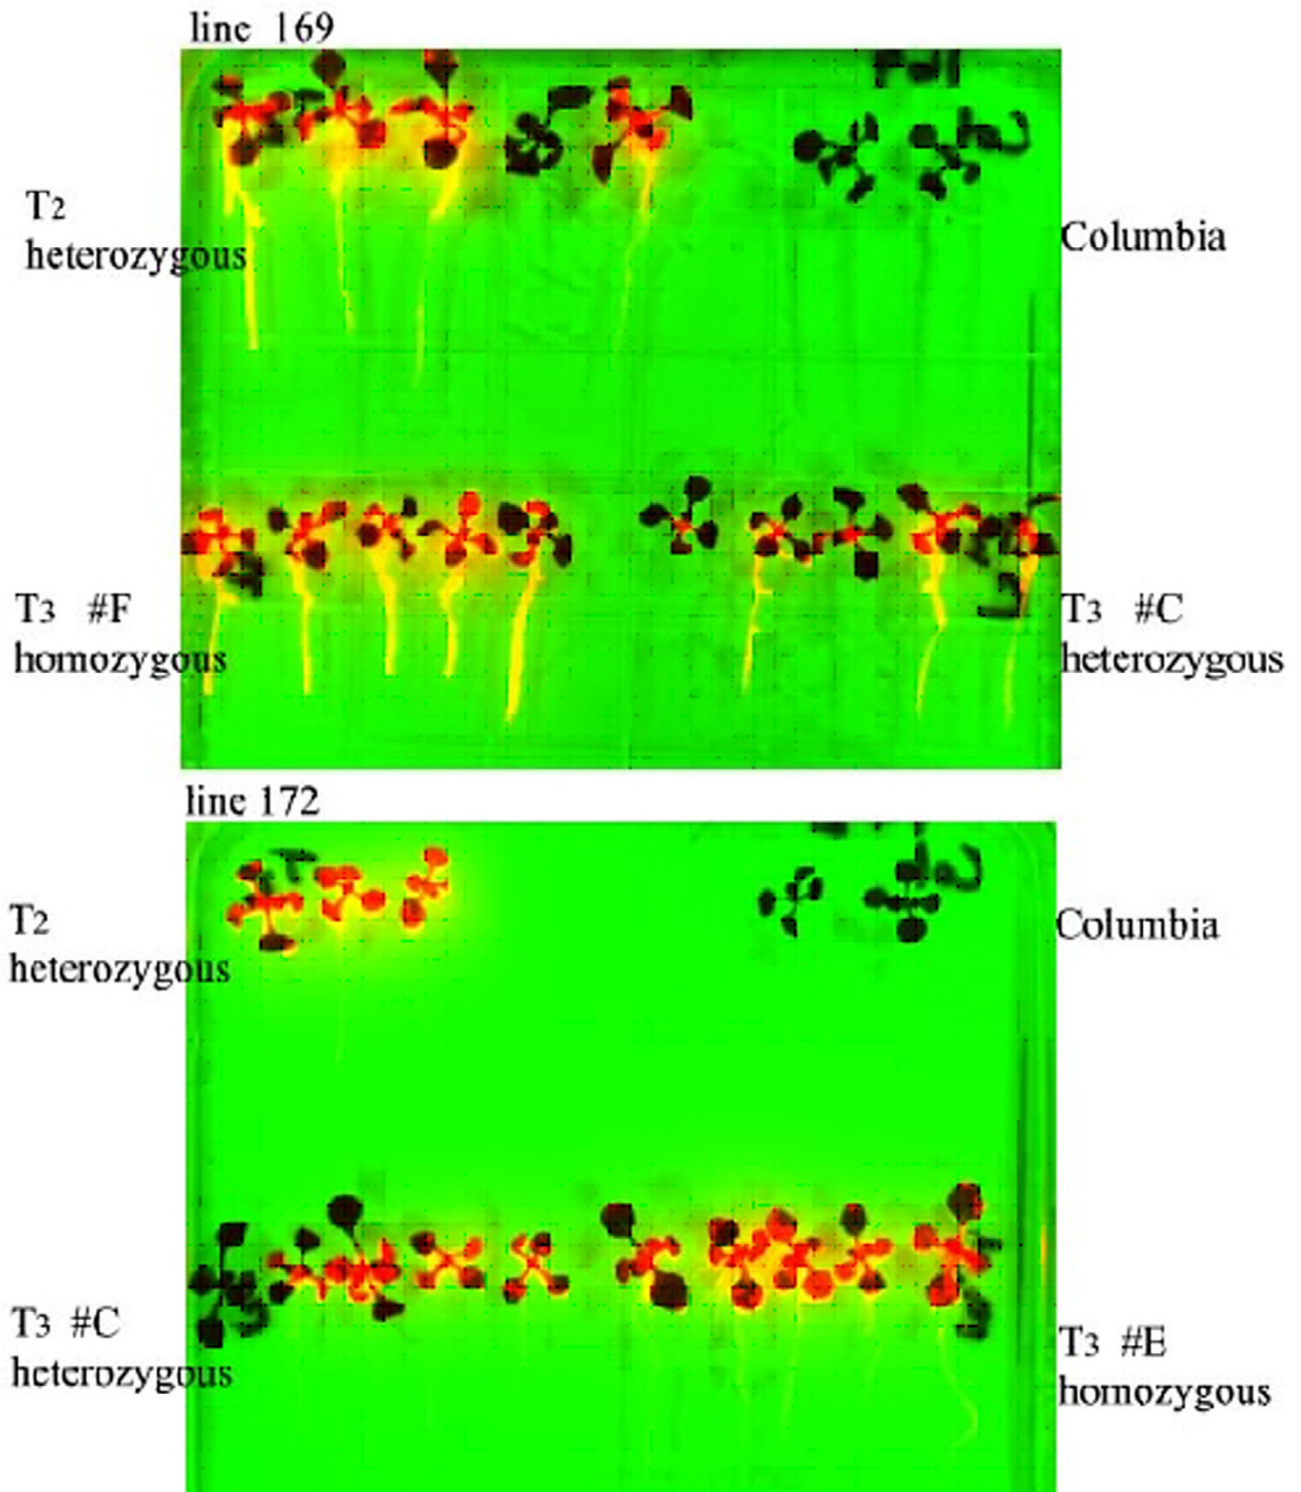 line 169
T2
heterozygous
Columbia
T3 #F
homozygous
T3 #C
heterozygous
line 172
T2
heterozygous
Columbia
T3 #C
heterozygous
T3 #E
homozygous